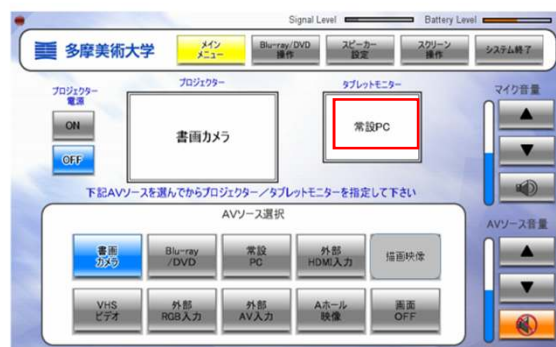 Signal Level
Battery Level
多摩美術大学
メイン
メニュー
Blu-ray/DVD
操作
スピーカー
設定
スクリーン
操作
システム終了
プロジェクター
電源
ON
OFF
プロジェクター
書画カメラ
タブレットモニター
常設PC
マイク音量
下記AVソースを選んでからプロジェクター/タブレットモニターを指定して下さい
AVソース選択
書画
カメラ
Blu-ray
/DVD
常設
PC
外部
HDMI入力
描画映像
VHS
ビデオ
外部
RGB入力
外部
AV入力
Aホール
映像
画面
OFF
AVソース音量